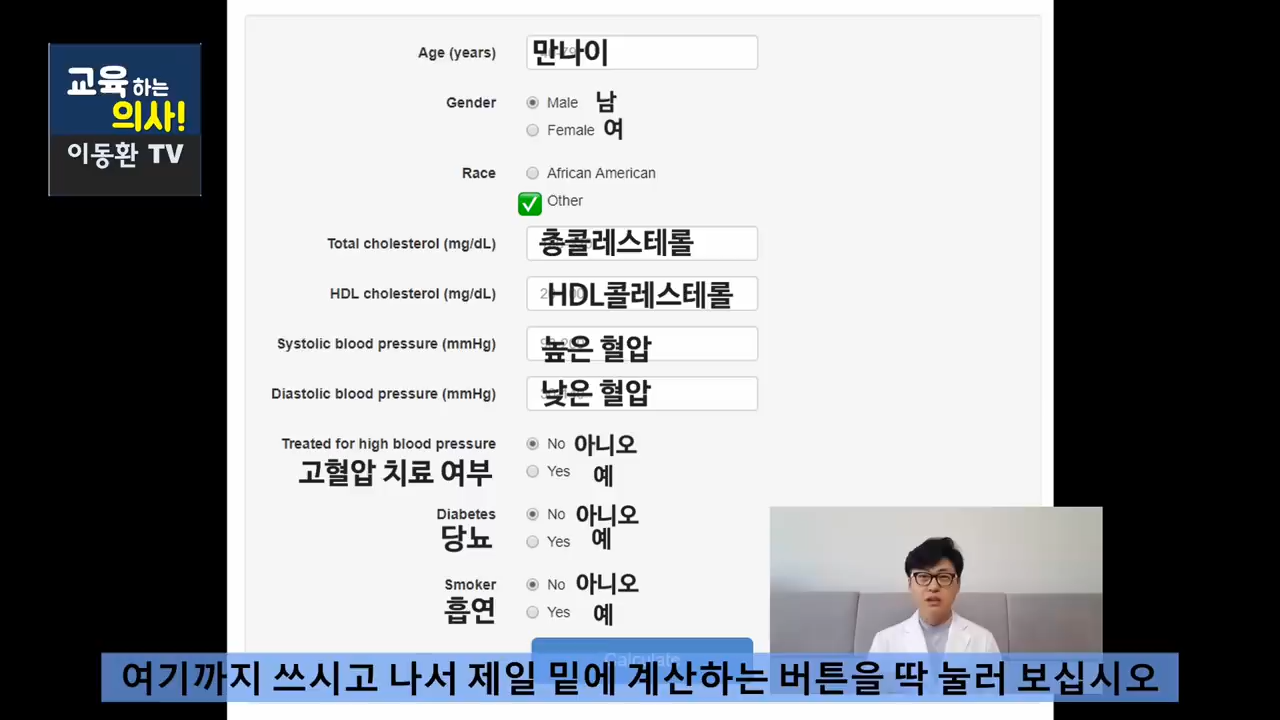 교육하는
의사!
이동환 TV
Age (years) 만나이
Gender Male 남
Female 여
Race African American
Other
Total cholesterol (mg/dL) 총콜레스테롤
HDL cholesterol (mg/dL) HDL콜레스테롤
Systolic blood pressure (mmHg) 높은 혈압
Diastolic blood pressure (mmHg) 낮은 혈압
Treated for high blood pressure No 아니오
고혈압 치료 여부 Yes 예
Diabetes No 아니오
당뇨 Yes 예
Smoker No 아니오
흡연 Yes 예
Calculate
여기까지 쓰시고 나서 제일 밑에 계산하는 버튼을 딱 눌러 보십시오